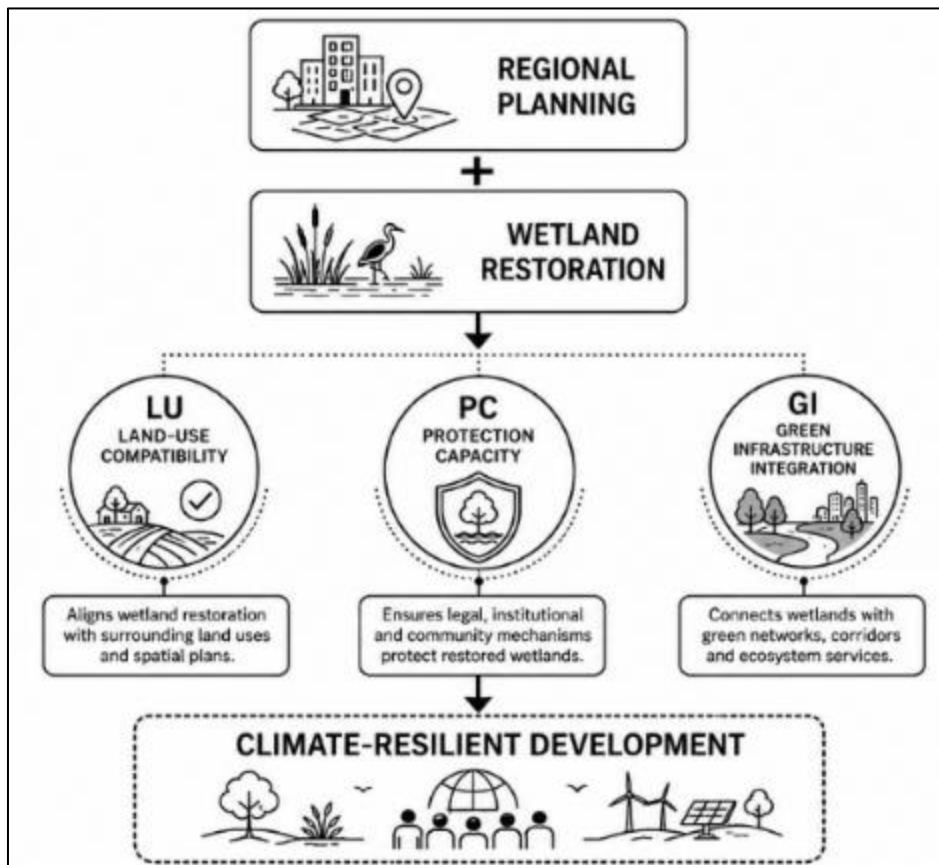 REGIONAL
PLANNING
+
WETLAND
RESTORATION
LU
LAND-USE
COMPATIBILITY
PC
PROTECTION
CAPACITY
GI
GREEN
INFRASTRUCTURE
INTEGRATION
Aligns wetland restoration
with surrounding land uses
and spatial plans.
Ensures legal, institutional
and community mechanisms
protect restored wetlands.
Connects wetlands with
green networks, corridors
and ecosystem services.
CLIMATE-RESILIENT DEVELOPMENT